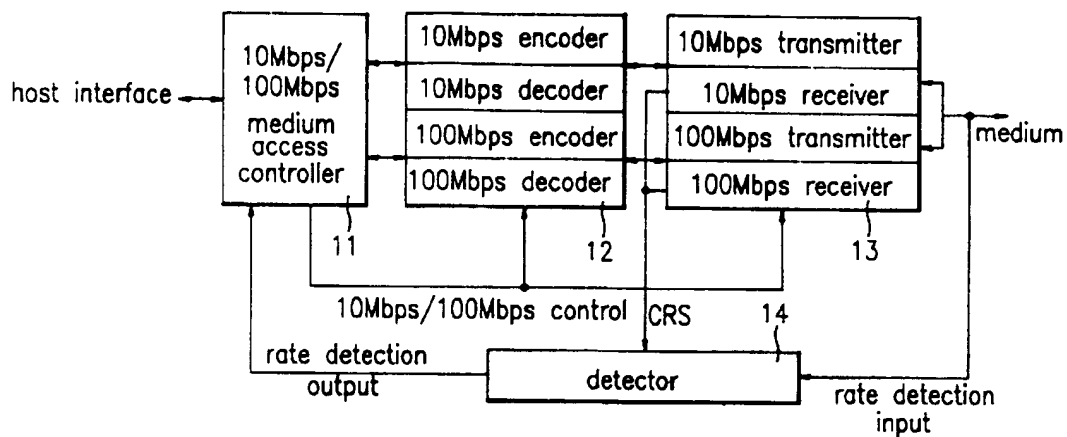 host interface
10Mbps/
100Mbps
medium
access
controller
11
10Mbps encoder
10Mbps decoder
100Mbps encoder
100Mbps decoder
12
10Mbps transmitter
10Mbps receiver
100Mbps transmitter
100Mbps receiver
13
medium
10Mbps/100Mbps control
CRS
14
rate detection
output
detector
rate detection
input